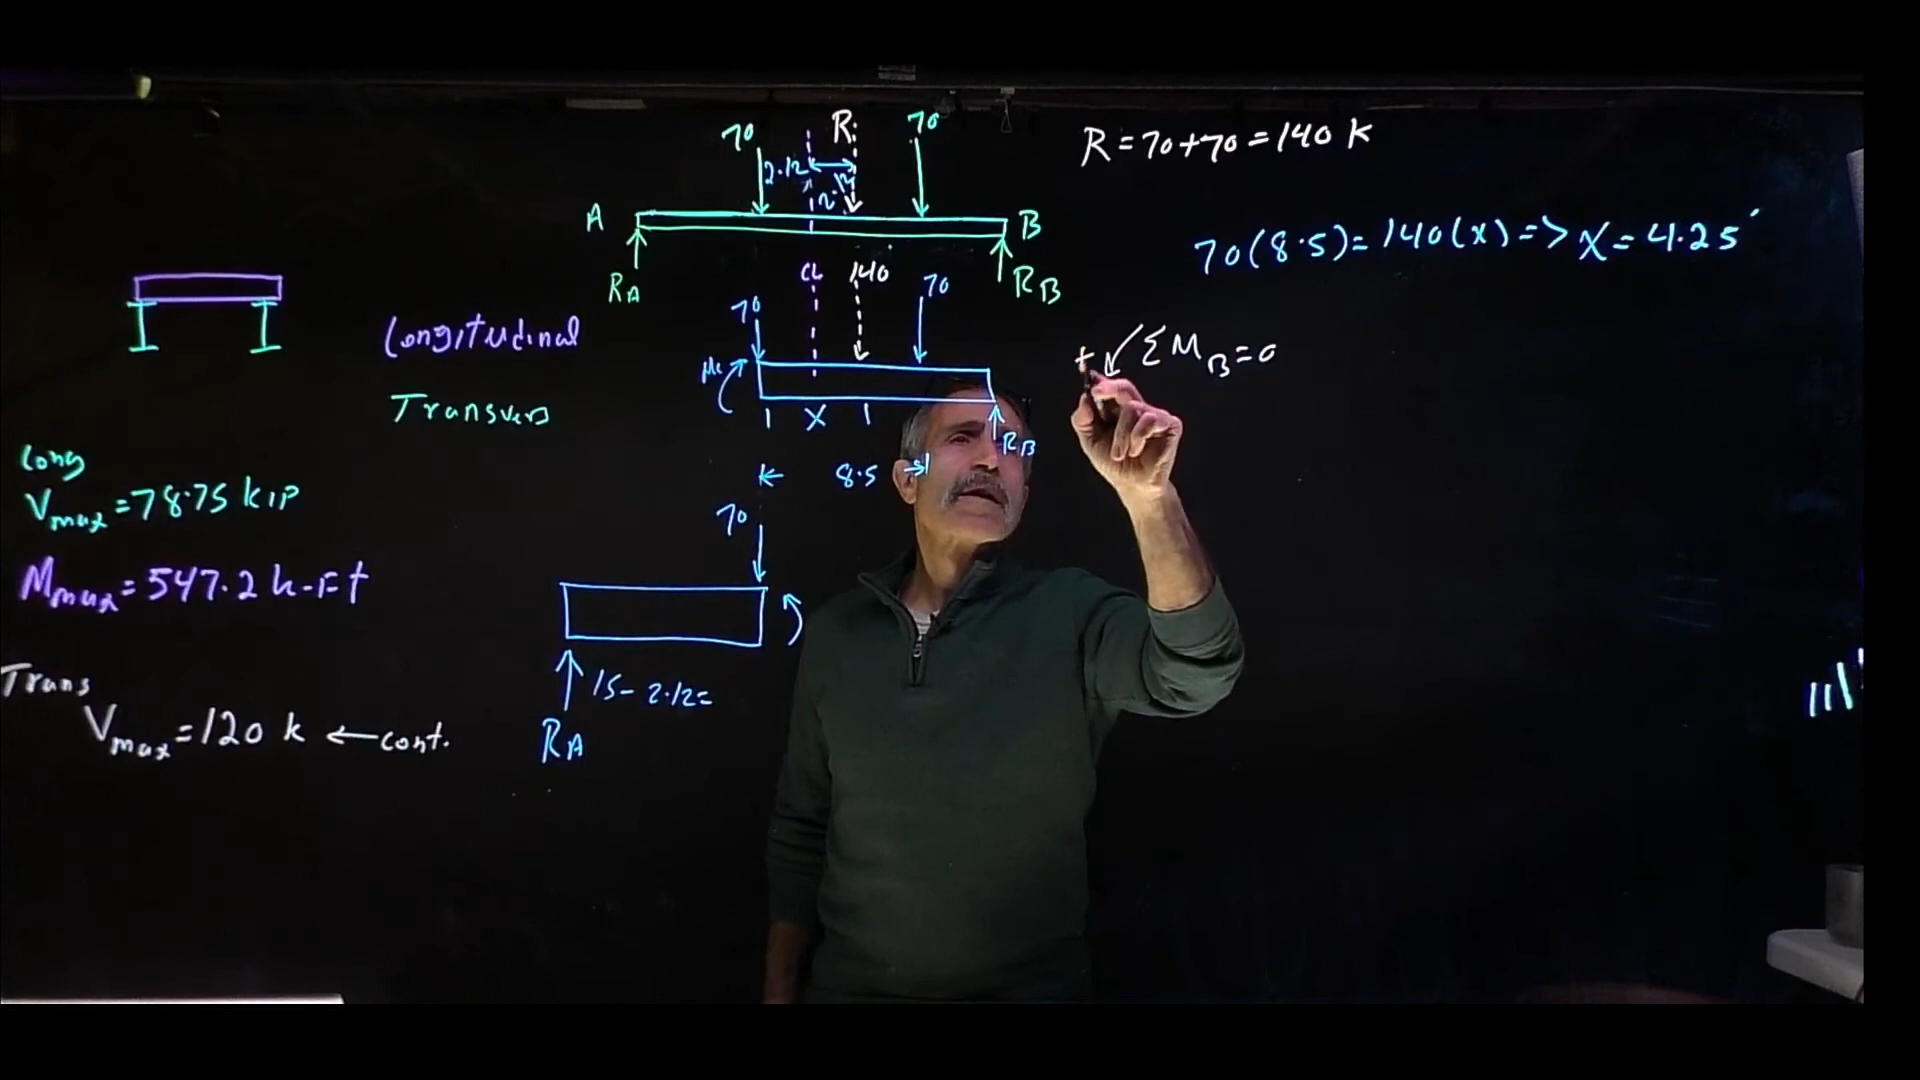 70 R 70
2.12
2.12
A B
RA RB
R = 70+70 = 140 K
70(8.5) = 140(x) => X = 4.25'
CL 140 70
70
Mc
X
RB
8.5
+ ΣMB = 0
Longitudinal
Transvers
Long
Vmax = 78.75 kip
Mmax = 547.2 k-Ft
Trans
Vmax = 120 k ← cont.
70
15 - 2.12 =
RA